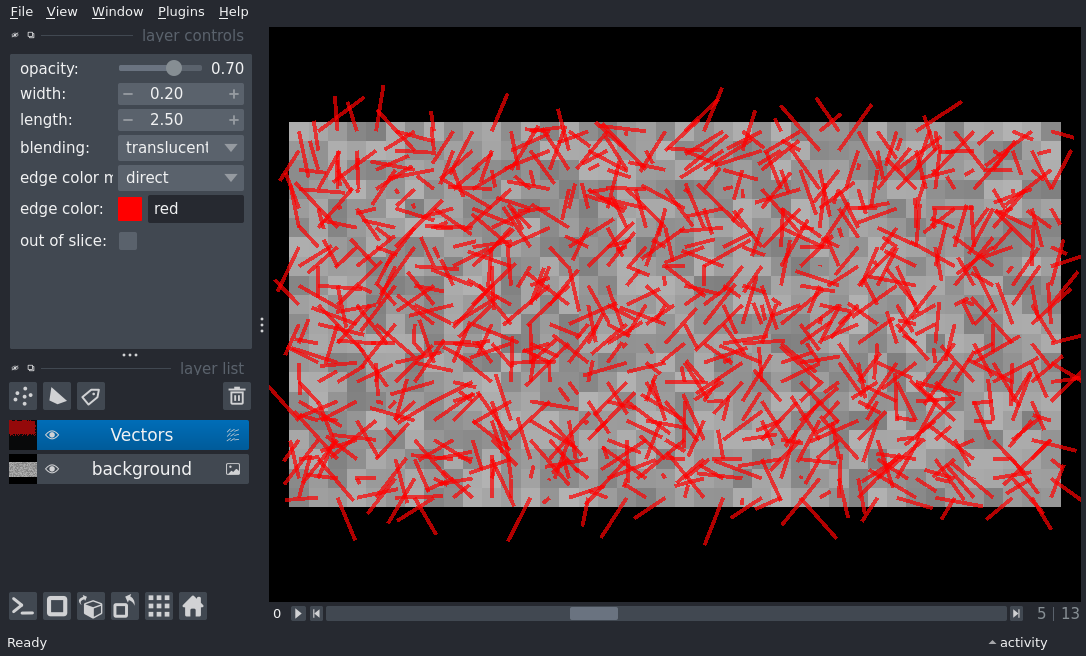 File View Window Plugins Help
layer controls
opacity: 0.70
width: − 0.20 +
length: − 2.50 +
blending: translucent
edge color m direct
edge color: red
out of slice:
layer list
Vectors
background
0 5 | 13
Ready activity